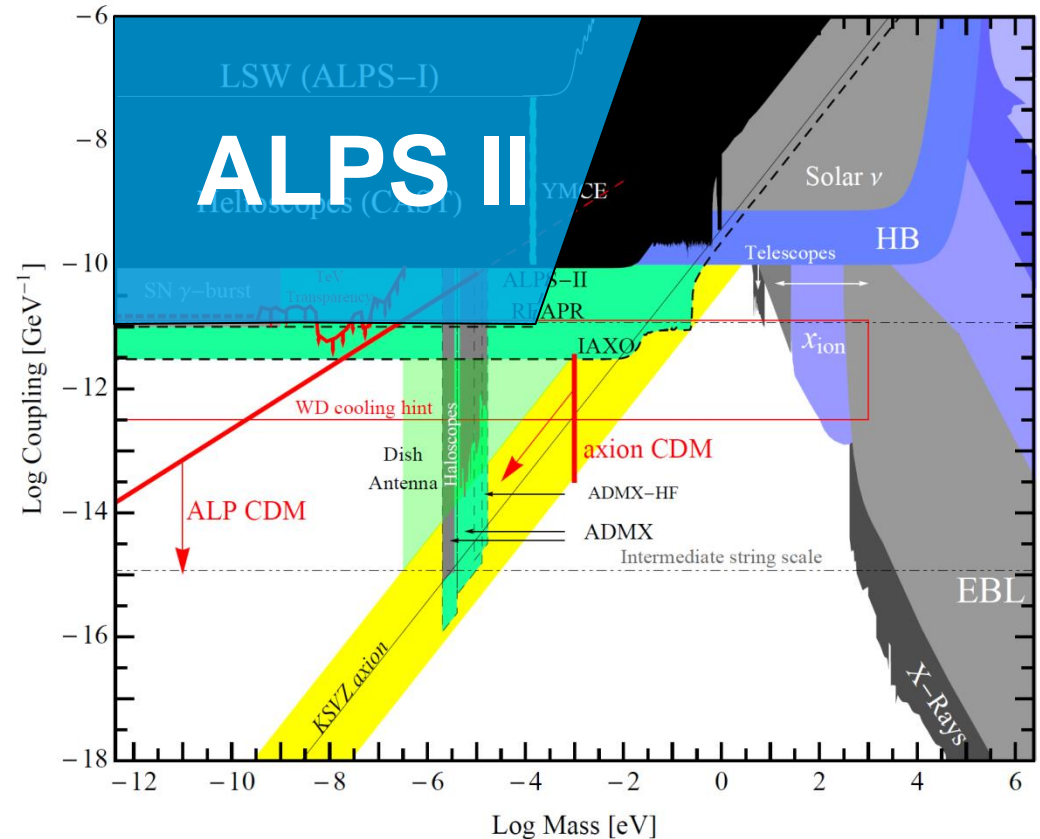 LSW (ALPS−I)
ALPS II
Helioscopes (CAST)
YMCE
Solar ν
HB
Telescopes
SN γ−burst
TeV
Transparency
ALPS−II
REAPR
IAXO
x ion
WD cooling hint
Haloscopes
Dish
Antenna
axion CDM
ADMX−HF
ALP CDM
ADMX
Intermediate string scale
EBL
KSVZ axion
X−Rays
Log Coupling [GeV⁻¹]
−6
−8
−10
−12
−14
−16
−18
−12 −10 −8 −6 −4 −2 0 2 4 6
Log Mass [eV]